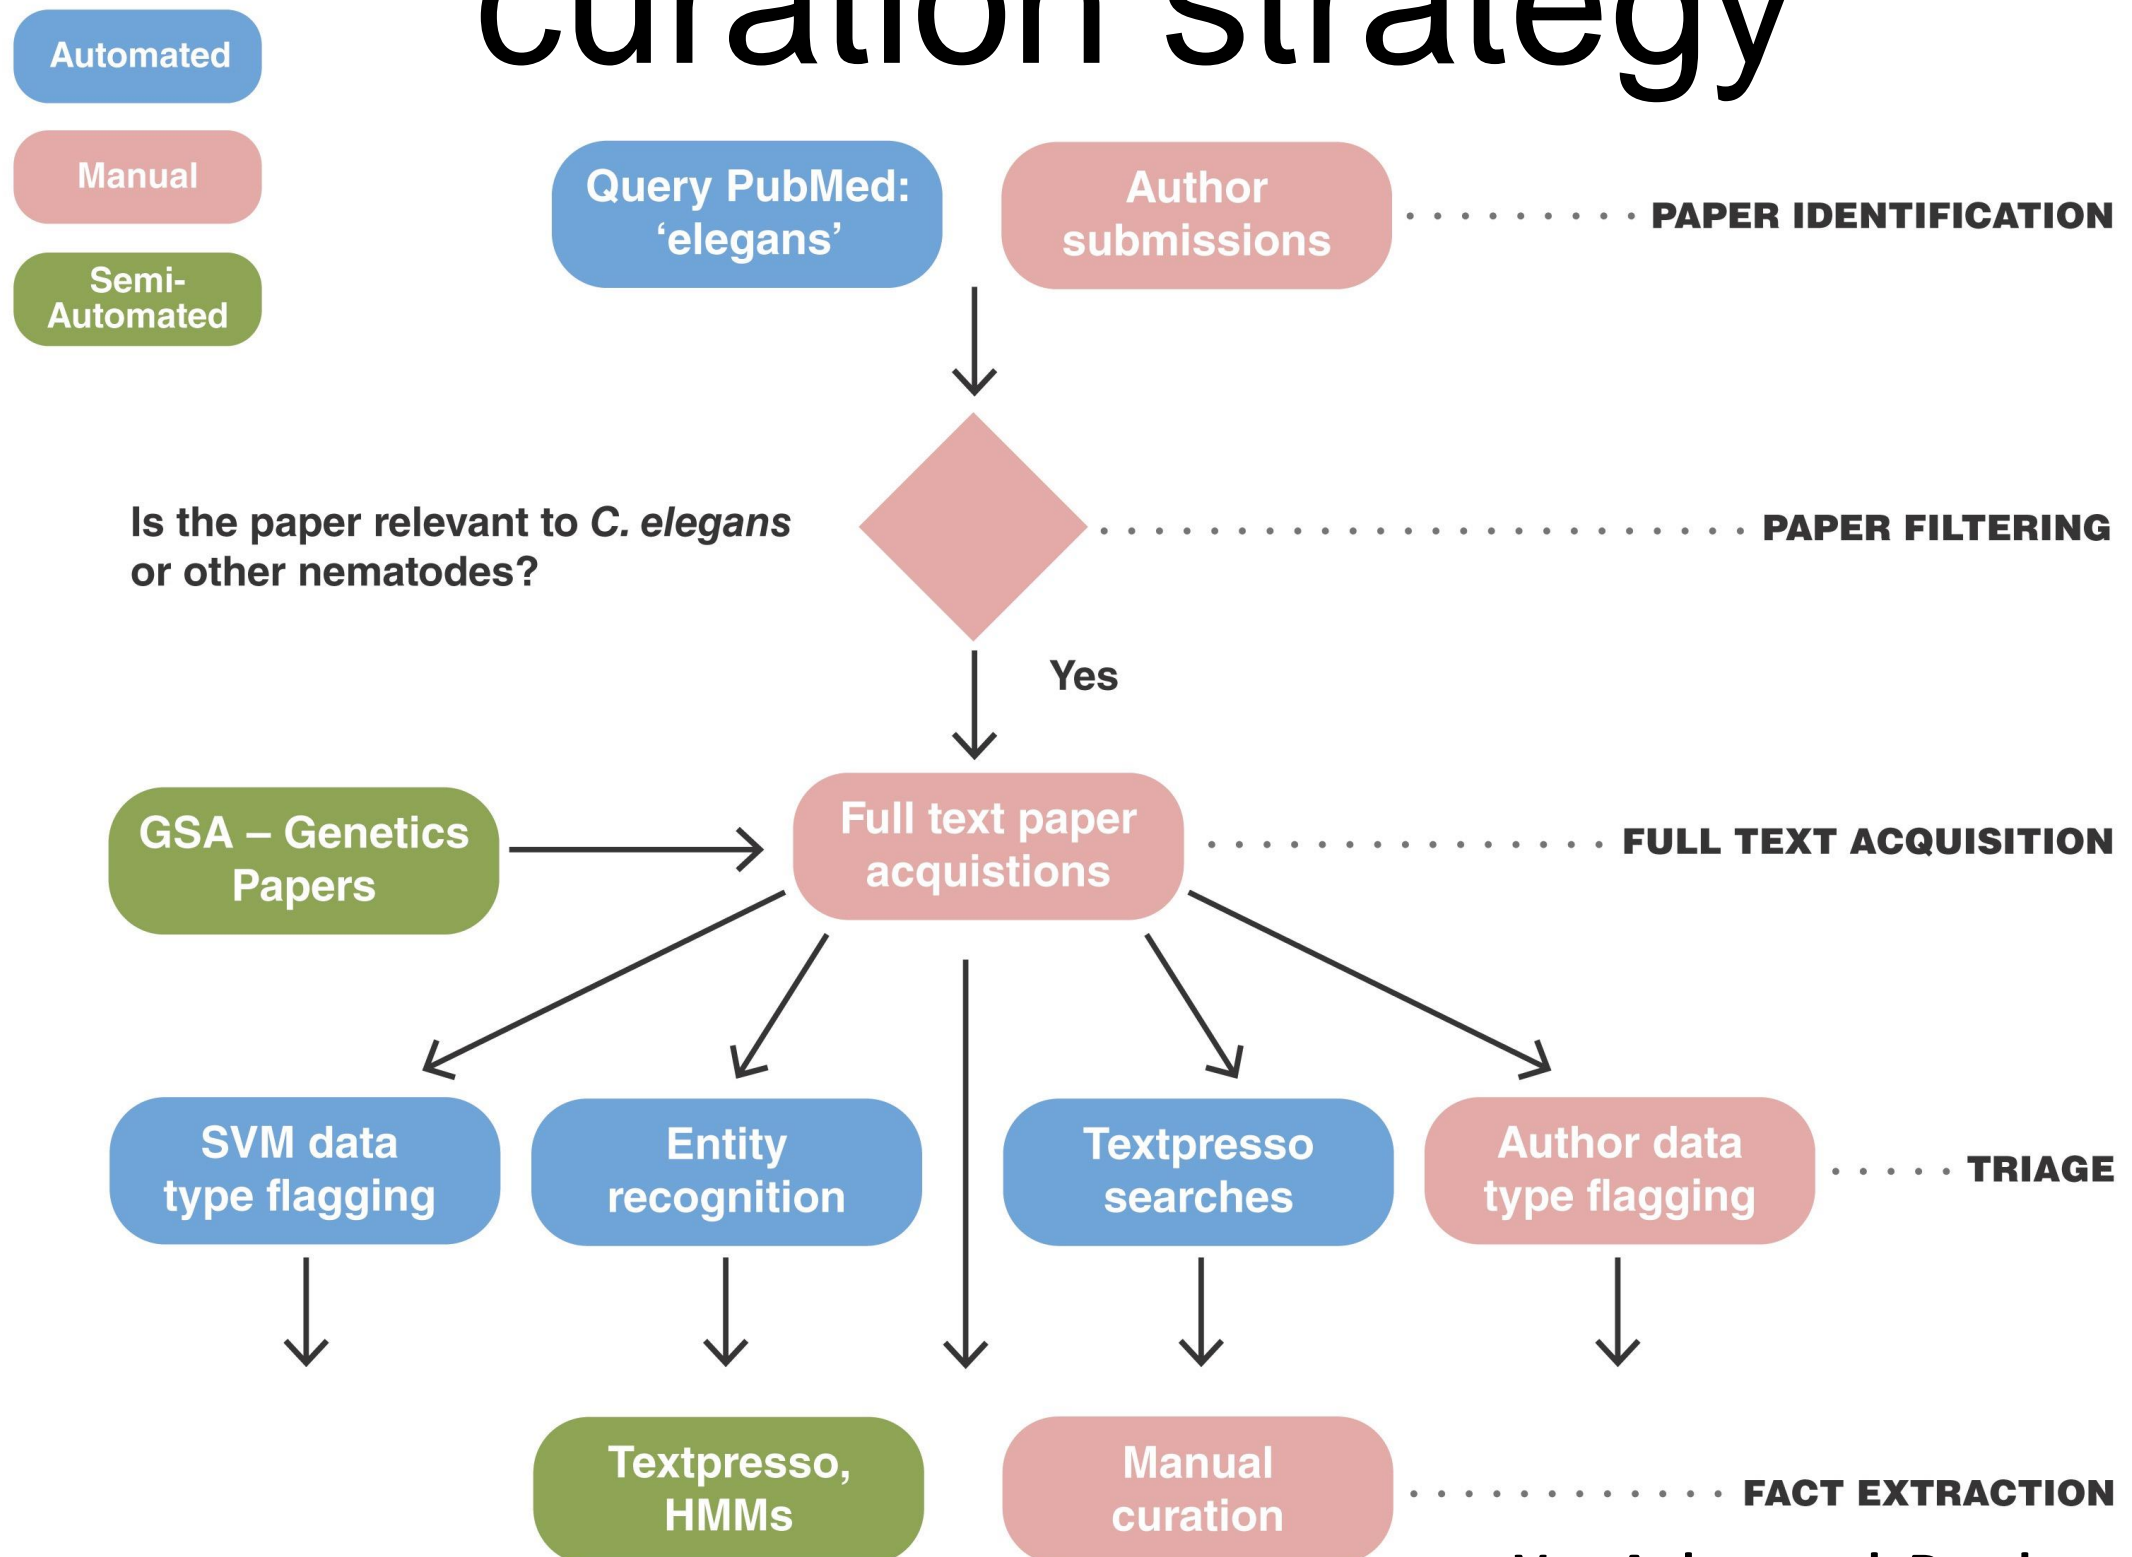 curation strategy
Automated
Manual
Semi-
Automated
Query PubMed:
‘elegans’
Author
submissions
PAPER IDENTIFICATION
Is the paper relevant to C. elegans
or other nematodes?
PAPER FILTERING
Yes
GSA – Genetics
Papers
Full text paper
acquistions
FULL TEXT ACQUISITION
SVM data
type flagging
Entity
recognition
Textpresso
searches
Author data
type flagging
TRIAGE
Textpresso,
HMMs
Manual
curation
FACT EXTRACTION